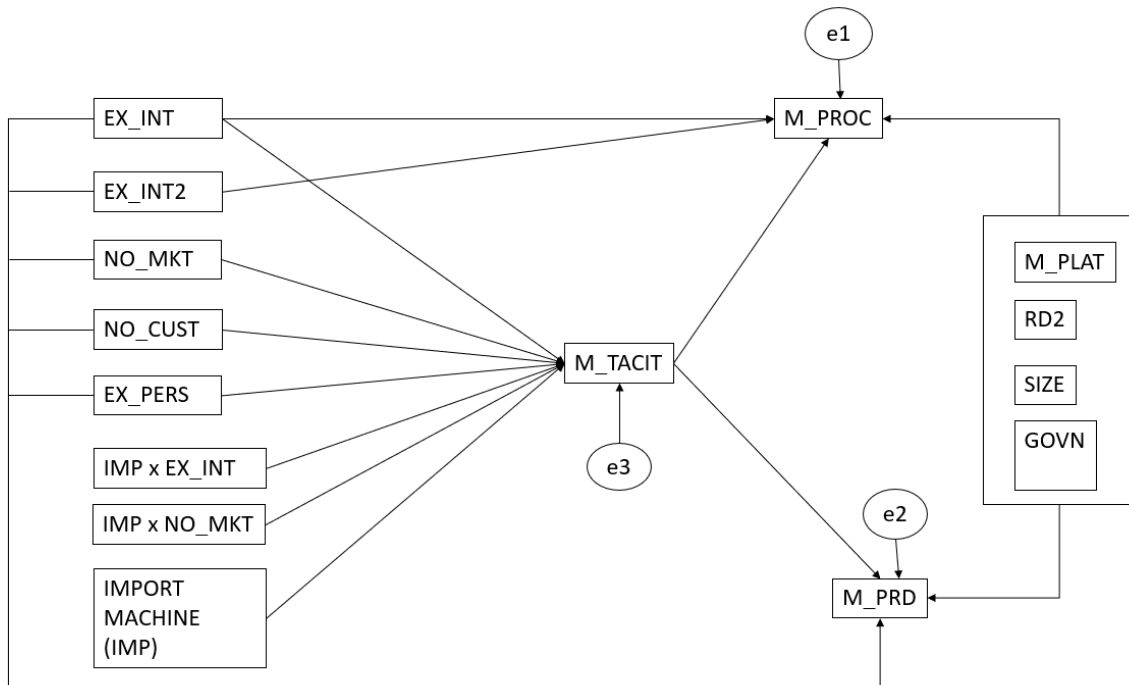 e1
EX_INT
M_PROC
EX_INT2
NO_MKT
M_PLAT
NO_CUST
RD2
M_TACIT
EX_PERS
SIZE
GOVN
IMP x EX_INT
e3
IMP x NO_MKT
e2
IMPORT
MACHINE
(IMP)
M_PRD